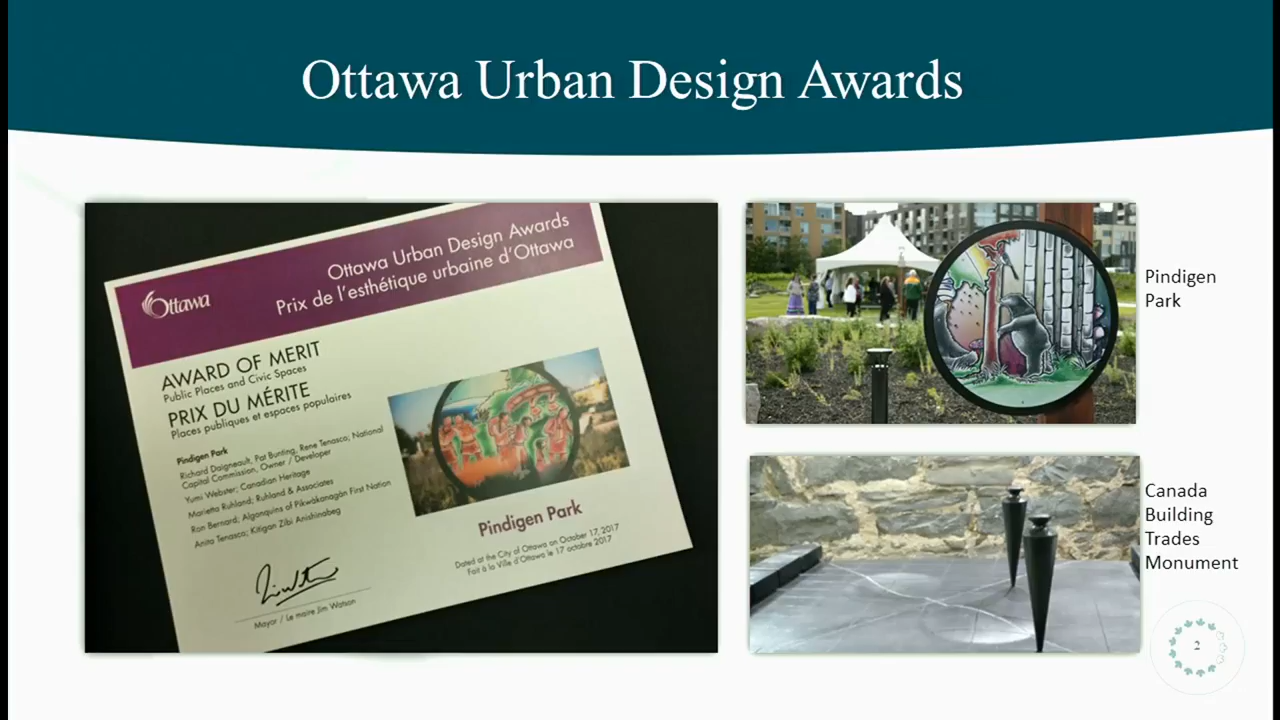 Ottawa Urban Design Awards
Ottawa
Ottawa Urban Design Awards
Prix de l'esthétique urbaine d'Ottawa
AWARD OF MERIT
Public Places and Civic Spaces
PRIX DU MÉRITE
Places publiques et espaces populaires
Pindigen Park
Richard Daigneault, Pat Bunting, Rene Tenasco; National
Capital Commission, Owner / Developer
Yumi Webster; Canadian Heritage
Marietta Ruhland; Ruhland & Associates
Ron Bernard; Algonquins of Pikwàkanagàn First Nation
Anita Tenasco; Kitigan Zibi Anishinabeg
Mayor / Le maire Jim Watson
Pindigen Park
Dated at the City of Ottawa on October 17, 2017
Fait à la Ville d'Ottawa le 17 octobre 2017
Pindigen
Park
Canada
Building
Trades
Monument
2